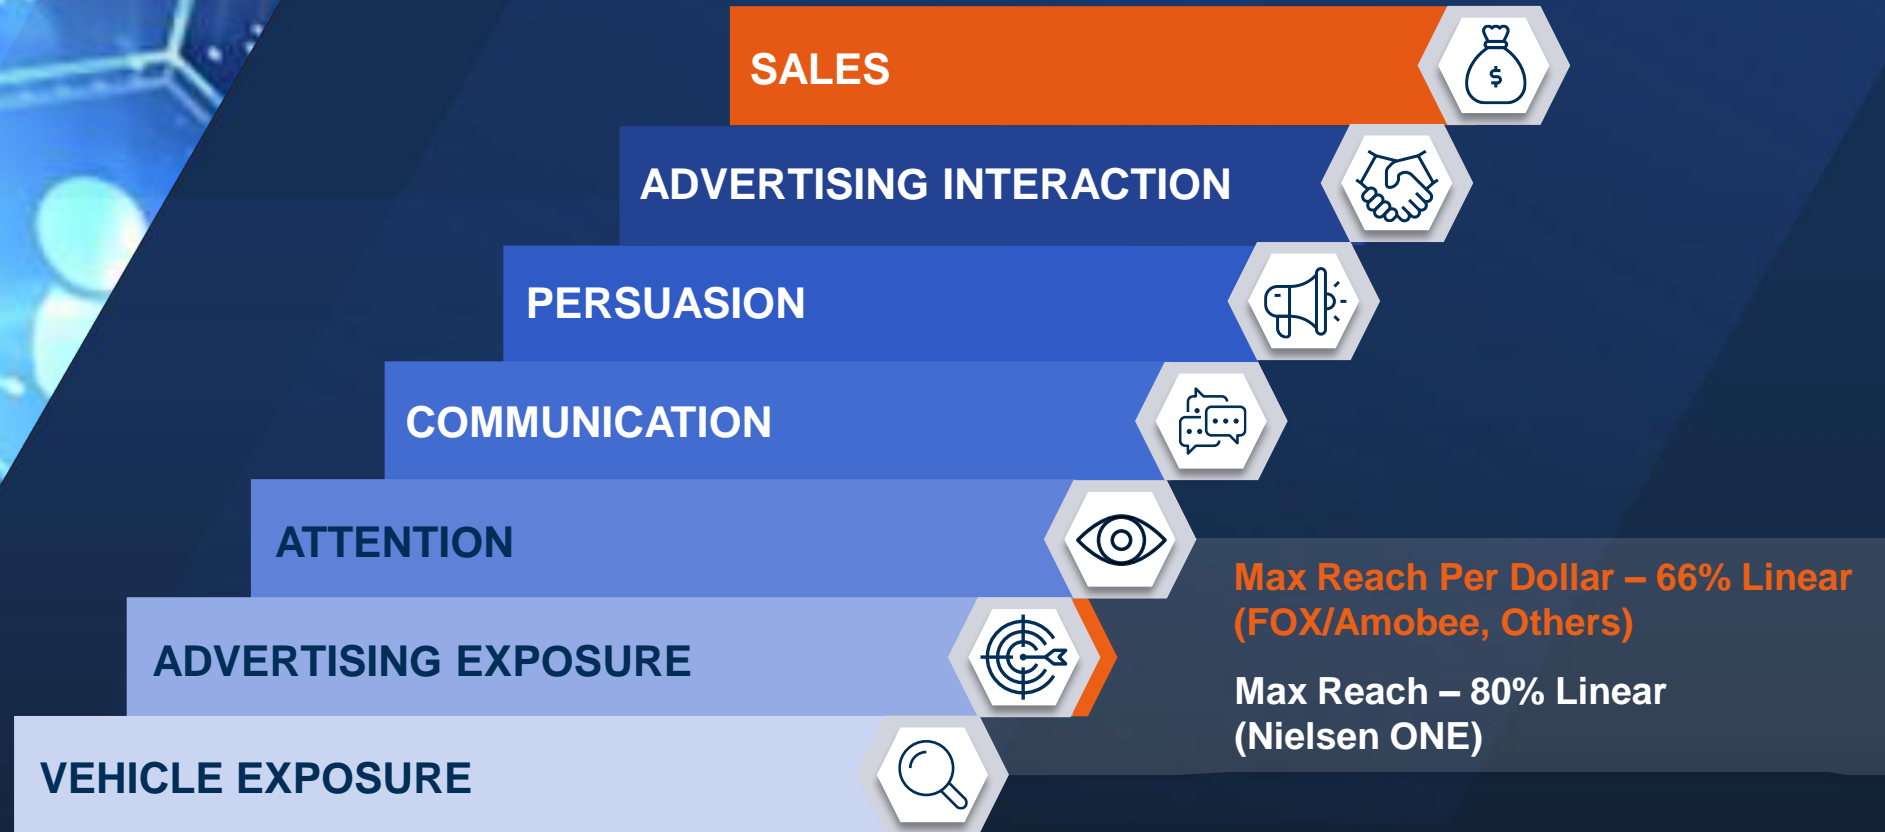 SALES
$
ADVERTISING INTERACTION
PERSUASION
COMMUNICATION
ATTENTION
Max Reach Per Dollar – 66% Linear
(FOX/Amobee, Others)
ADVERTISING EXPOSURE
Max Reach – 80% Linear
(Nielsen ONE)
VEHICLE EXPOSURE